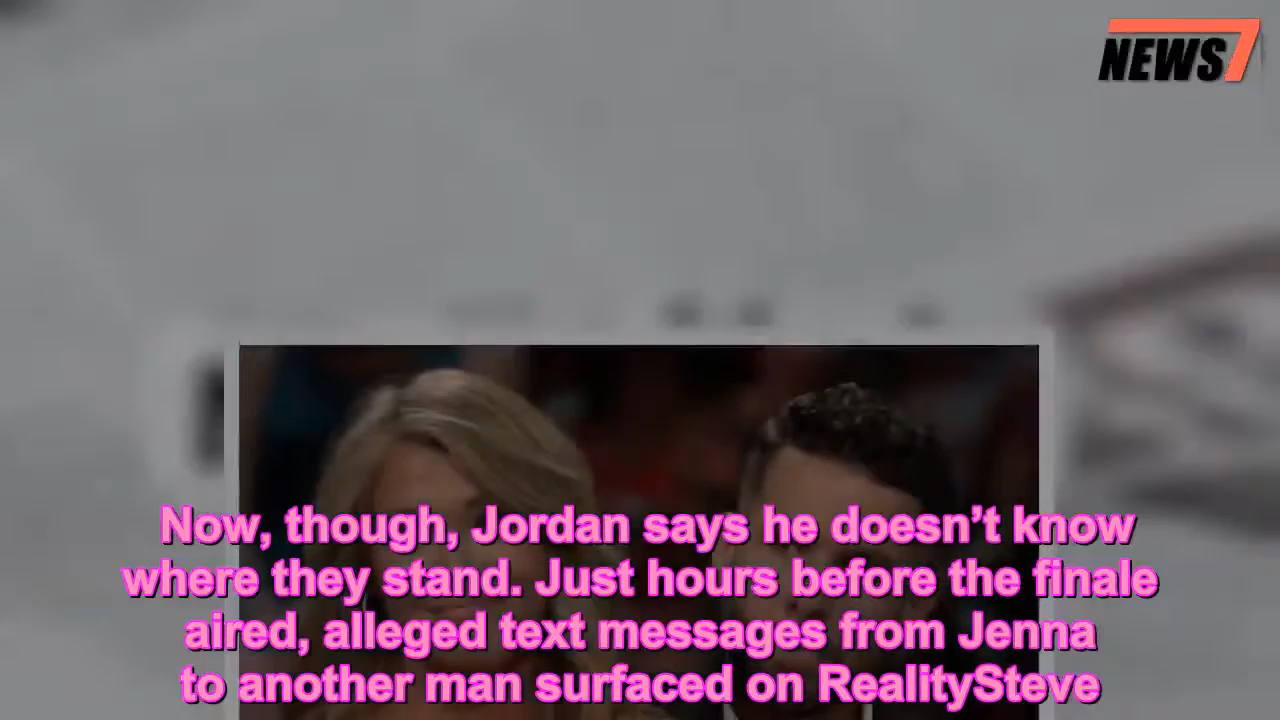 NEWS7
Now, though, Jordan says he doesn’t know
where they stand. Just hours before the finale
aired, alleged text messages from Jenna
to another man surfaced on RealitySteve